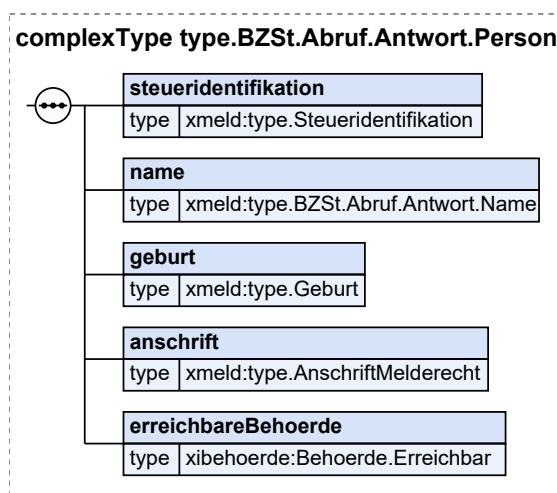 complexType type.BZSt.Abruf.Antwort.Person
steueridentifikation
type xmeld:type.Steueridentifikation
name
type xmeld:type.BZSt.Abruf.Antwort.Name
geburt
type xmeld:type.Geburt
anschrift
type xmeld:type.AnschriftMelderecht
erreichbareBehoerde
type xibehoerde:Behoerde.Erreichbar